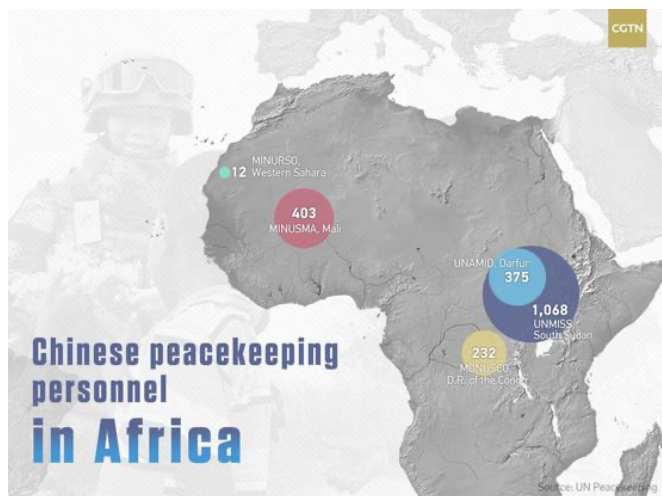 CGTN
12
MINURSO,
Western Sahara
403
MINUSMA, Mali
UNAMID, Darfur
375
1,068
UNMISS,
South Sudan
232
MONUSCO,
D.R. of the Congo
Chinese peacekeeping
personnel
in Africa
Source: UN Peacekeeping